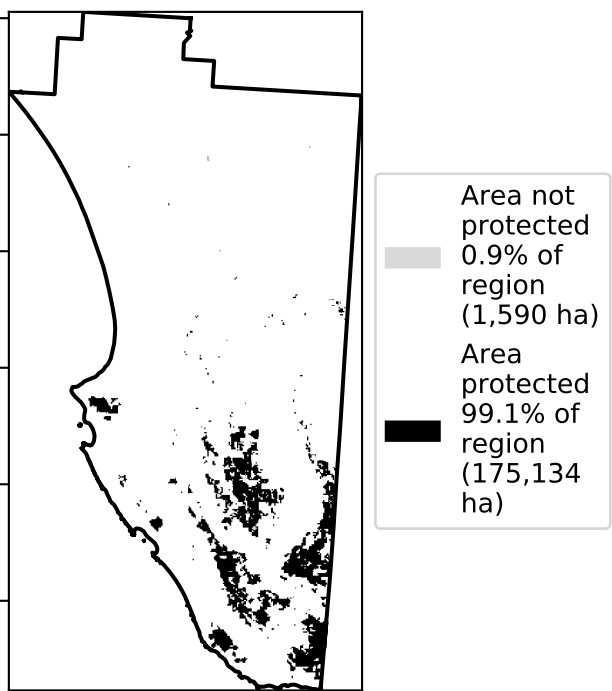 Area not
protected
0.9% of
region
(1,590 ha)
Area
protected
99.1% of
region
(175,134
ha)